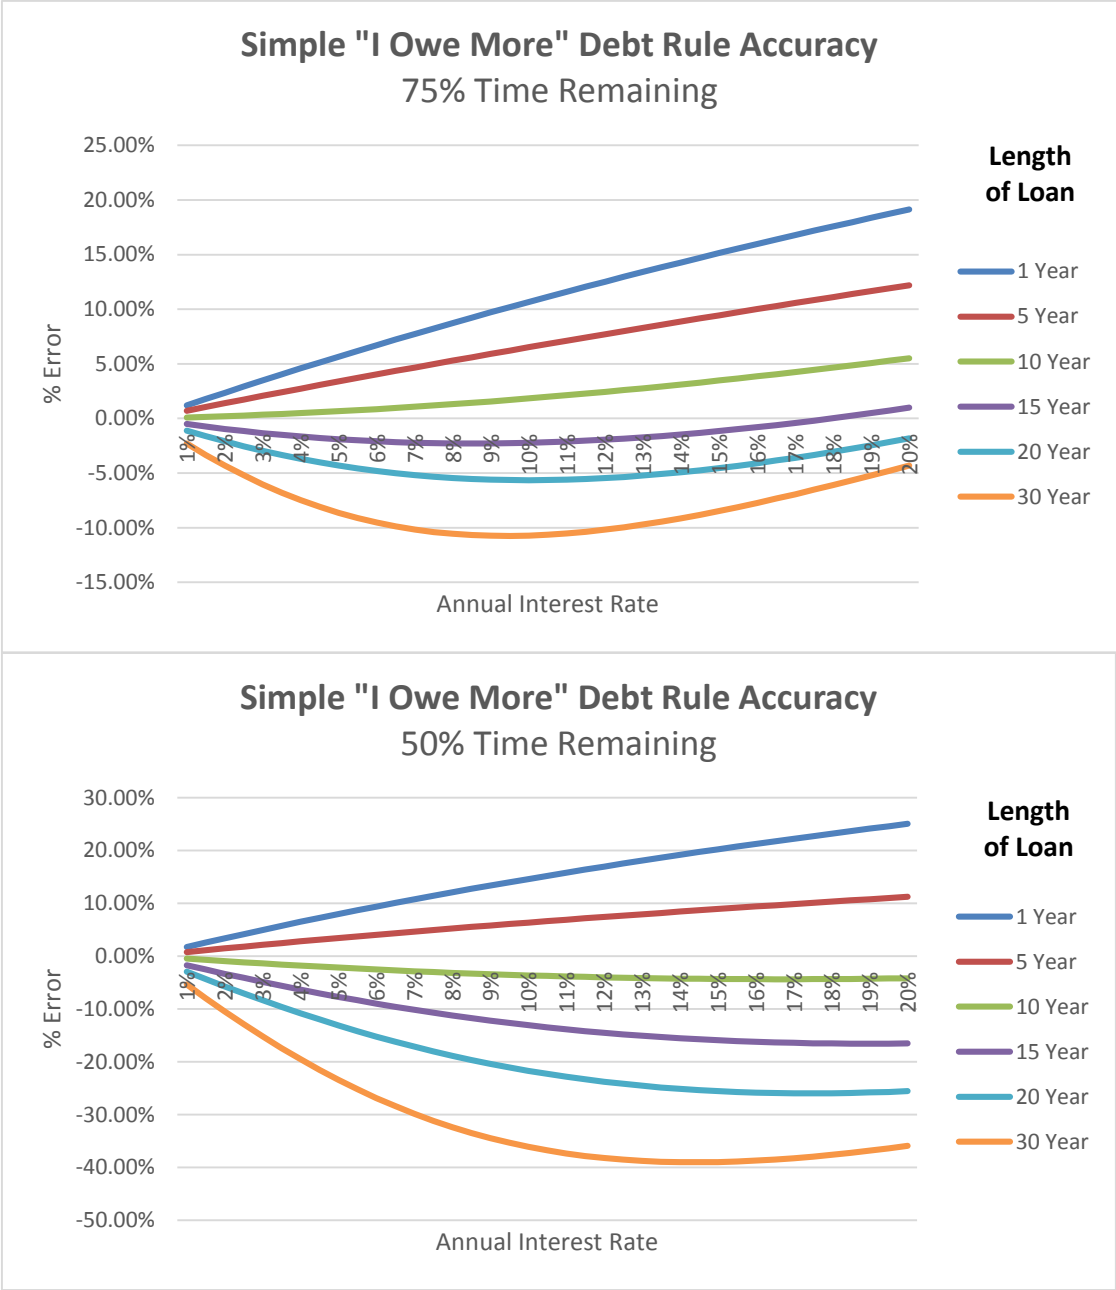 Simple "I Owe More" Debt Rule Accuracy
75% Time Remaining
25.00%
20.00%
15.00%
10.00%
5.00%
0.00%
-5.00%
-10.00%
-15.00%
% Error
1%
2%
3%
4%
5%
6%
7%
8%
9%
10%
11%
12%
13%
14%
15%
16%
17%
18%
19%
20%
Annual Interest Rate
Length
of Loan
1 Year
5 Year
10 Year
15 Year
20 Year
30 Year
Simple "I Owe More" Debt Rule Accuracy
50% Time Remaining
30.00%
20.00%
10.00%
0.00%
-10.00%
-20.00%
-30.00%
-40.00%
-50.00%
% Error
1%
2%
3%
4%
5%
6%
7%
8%
9%
10%
11%
12%
13%
14%
15%
16%
17%
18%
19%
20%
Annual Interest Rate
Length
of Loan
1 Year
5 Year
10 Year
15 Year
20 Year
30 Year